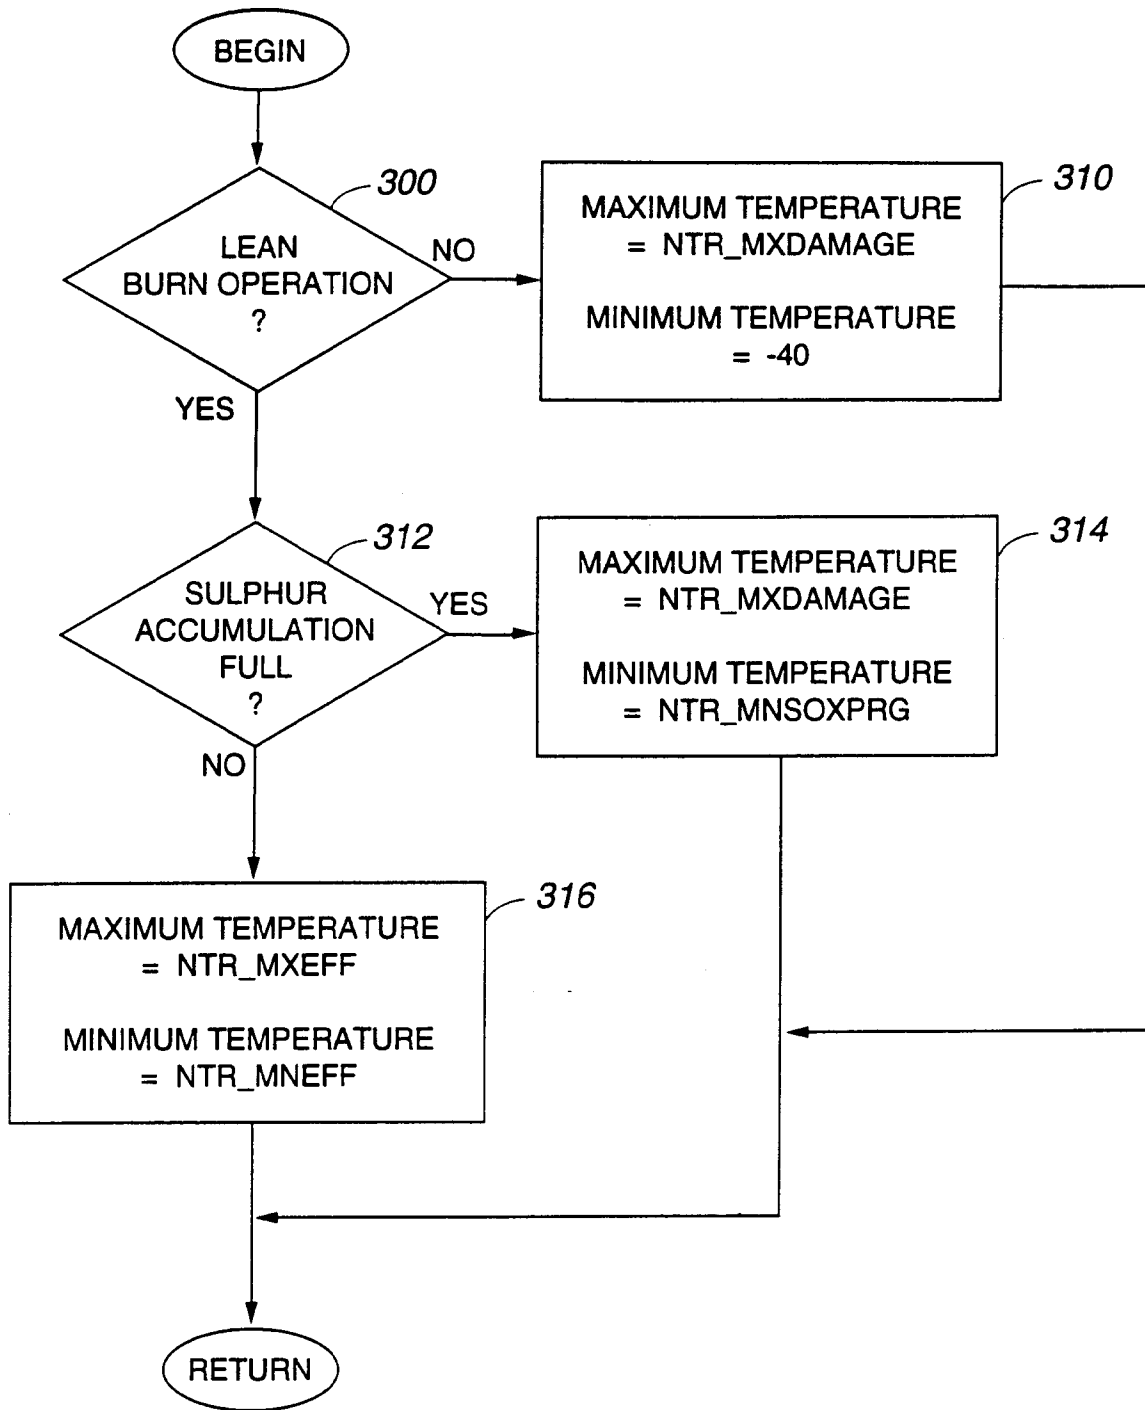 BEGIN
300
LEAN
BURN OPERATION
?
NO
YES
310
MAXIMUM TEMPERATURE
= NTR_MXDAMAGE
MINIMUM TEMPERATURE
= -40
312
SULPHUR
ACCUMULATION
FULL
?
YES
NO
314
MAXIMUM TEMPERATURE
= NTR_MXDAMAGE
MINIMUM TEMPERATURE
= NTR_MNSOXPRG
316
MAXIMUM TEMPERATURE
= NTR_MXEFF
MINIMUM TEMPERATURE
= NTR_MNEFF
RETURN